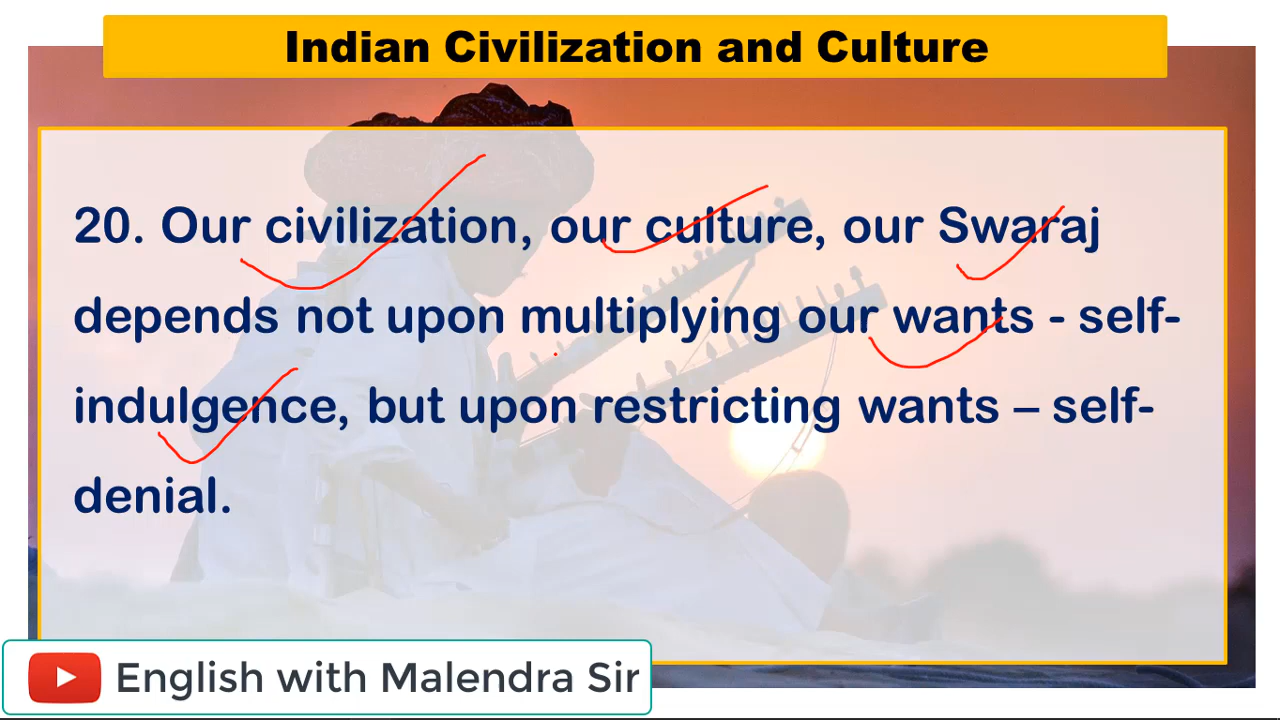 Indian Civilization and Culture
20. Our civilization, our culture, our Swaraj
depends not upon multiplying our wants - self-
indulgence, but upon restricting wants – self-
denial.
English with Malendra Sir